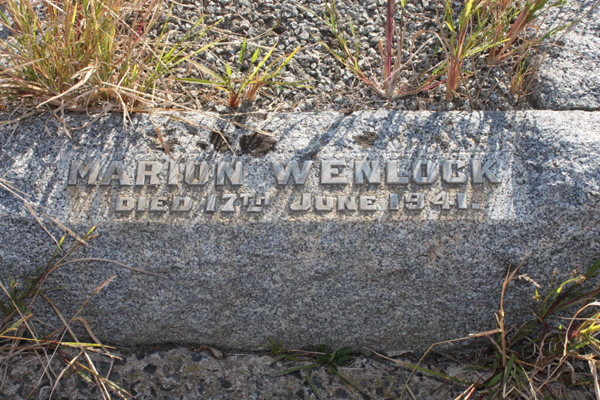 MARION WENLOCK
DIED 17TH JUNE 1941.